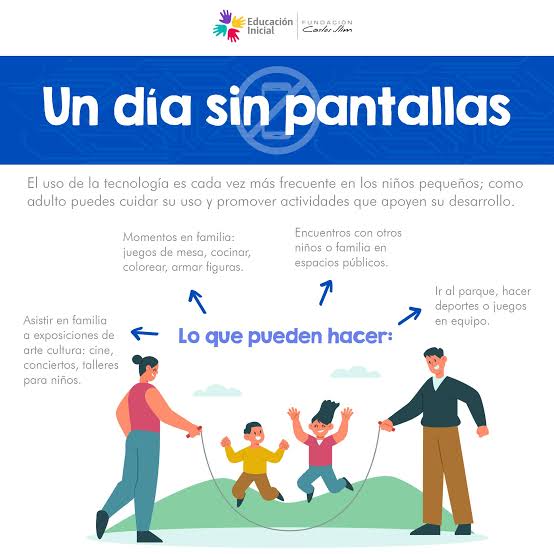 Educación
Inicial
FUNDACIÓN
Carlos Slim
Un día sin pantallas
El uso de la tecnología es cada vez más frecuente en los niños pequeños; como
adulto puedes cuidar su uso y promover actividades que apoyen su desarrollo.
Momentos en familia:
juegos de mesa, cocinar,
colorear, armar figuras.
Encuentros con otros
niños o familia en
espacios públicos.
Ir al parque, hacer
deportes o juegos
en equipo.
Asistir en familia
a exposiciones de
arte cultura: cine,
conciertos, talleres
para niños.
Lo que pueden hacer: